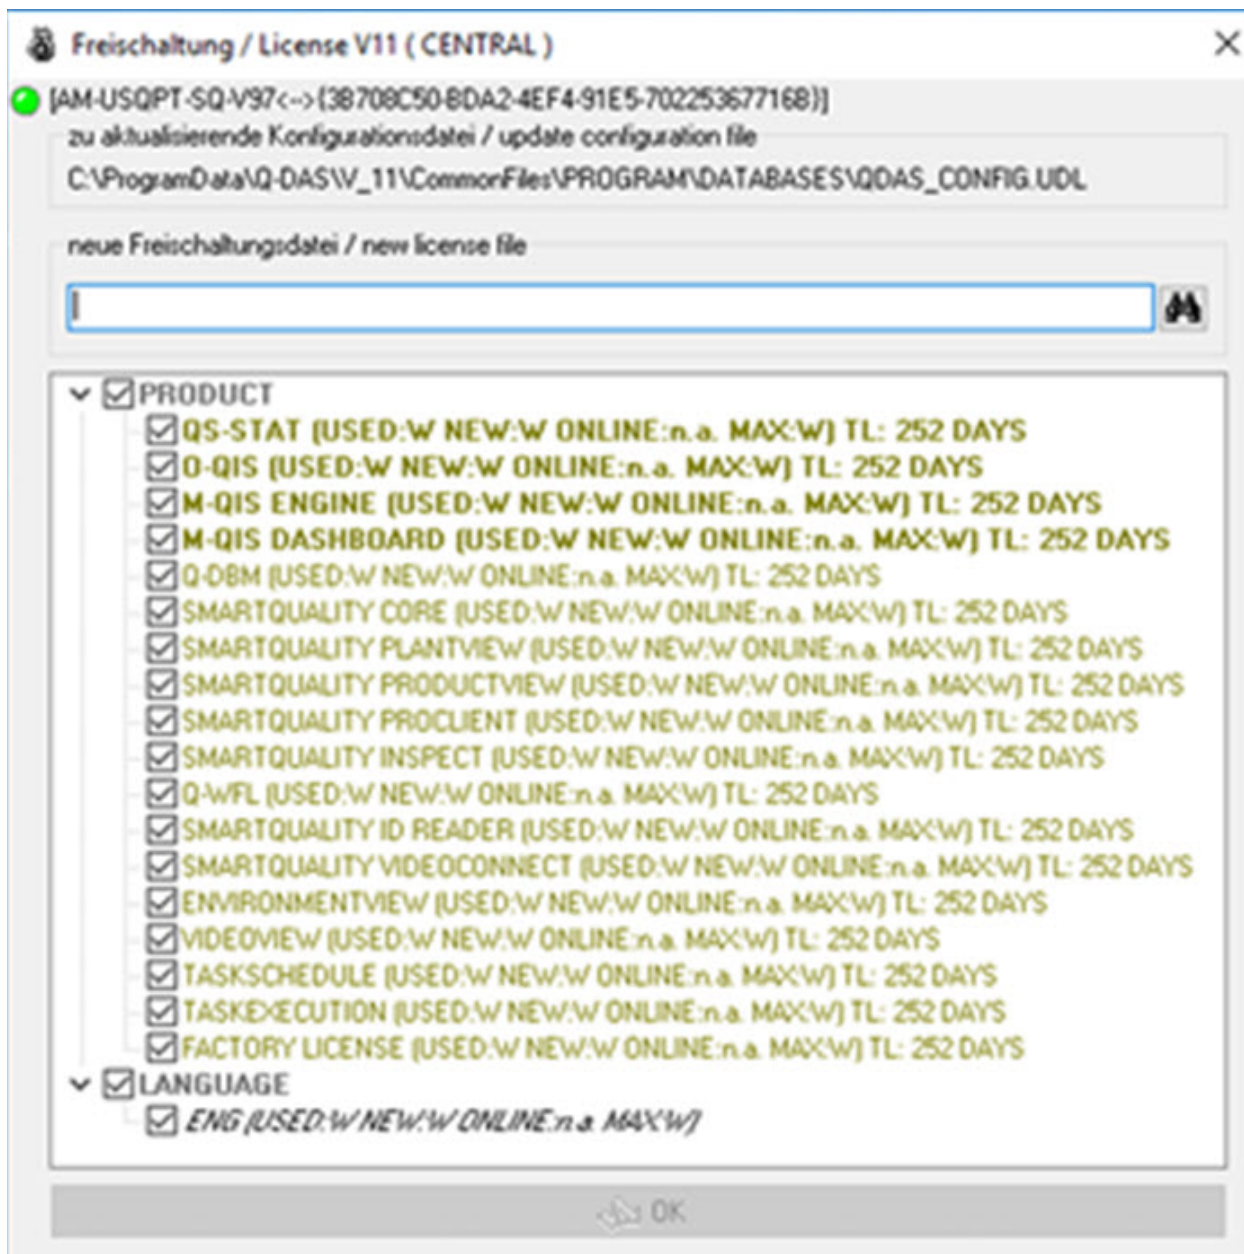 Freischaltung / License V11 ( CENTRAL )
[AM-USQPT-SQ-V97<-->{3B708C50-BDA2-4EF4-91E5-702253677168}]
zu aktualisierende Konfigurationsdatei / update configuration file
C:\ProgramData\Q-DAS\V_11\CommonFiles\PROGRAM\DATABASES\QDAS_CONFIG.UDL
neue Freischaltungsdatei / new license file
PRODUCT
QS-STAT (USED:W NEW:W ONLINE:n.a. MAX:W) TL: 252 DAYS
O-QIS (USED:W NEW:W ONLINE:n.a. MAX:W) TL: 252 DAYS
M-QIS ENGINE (USED:W NEW:W ONLINE:n.a. MAX:W) TL: 252 DAYS
M-QIS DASHBOARD (USED:W NEW:W ONLINE:n.a. MAX:W) TL: 252 DAYS
Q-DBM (USED:W NEW:W ONLINE:n.a. MAX:W) TL: 252 DAYS
SMARTQUALITY CORE (USED:W NEW:W ONLINE:n.a. MAX:W) TL: 252 DAYS
SMARTQUALITY PLANTVIEW (USED:W NEW:W ONLINE:n.a. MAX:W) TL: 252 DAYS
SMARTQUALITY PRODUCTVIEW (USED:W NEW:W ONLINE:n.a. MAX:W) TL: 252 DAYS
SMARTQUALITY PROCLIENT (USED:W NEW:W ONLINE:n.a. MAX:W) TL: 252 DAYS
SMARTQUALITY INSPECT (USED:W NEW:W ONLINE:n.a. MAX:W) TL: 252 DAYS
Q-WFL (USED:W NEW:W ONLINE:n.a. MAX:W) TL: 252 DAYS
SMARTQUALITY ID READER (USED:W NEW:W ONLINE:n.a. MAX:W) TL: 252 DAYS
SMARTQUALITY VIDEOCONNECT (USED:W NEW:W ONLINE:n.a. MAX:W) TL: 252 DAYS
ENVIRONMENTVIEW (USED:W NEW:W ONLINE:n.a. MAX:W) TL: 252 DAYS
VIDEOVIEW (USED:W NEW:W ONLINE:n.a. MAX:W) TL: 252 DAYS
TASKSCHEDULE (USED:W NEW:W ONLINE:n.a. MAX:W) TL: 252 DAYS
TASKEXECUTION (USED:W NEW:W ONLINE:n.a. MAX:W) TL: 252 DAYS
FACTORY LICENSE (USED:W NEW:W ONLINE:n.a. MAX:W) TL: 252 DAYS
LANGUAGE
ENG (USED:W NEW:W ONLINE:n.a. MAX:W)
OK